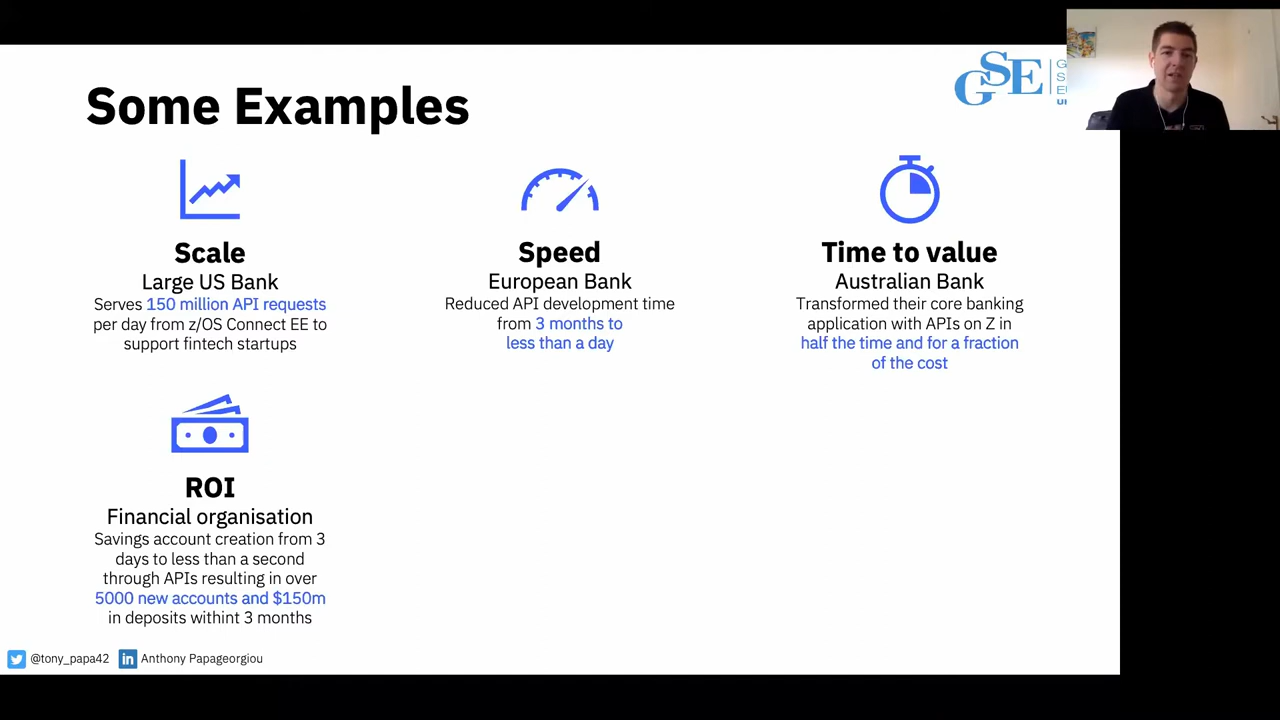 Some Examples
GSE
G
S
E
UI
Scale
Large US Bank
Serves 150 million API requests
per day from z/OS Connect EE to
support fintech startups
Speed
European Bank
Reduced API development time
from 3 months to
less than a day
Time to value
Australian Bank
Transformed their core banking
application with APIs on Z in
half the time and for a fraction
of the cost
ROI
Financial organisation
Savings account creation from 3
days to less than a second
through APIs resulting in over
5000 new accounts and $150m
in deposits withint 3 months
@tony_papa42
in Anthony Papageorgiou